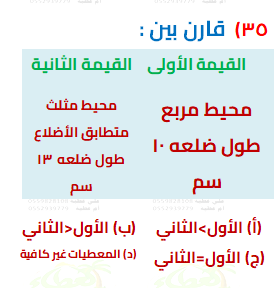 ٣٥) قارن بين :
القيمة الأولى القيمة الثانية
محيط مربع
طول ضلعه ١٠
سم
محيط مثلث
متطابق الأضلاع
طول ضلعه ١٣
سم
(أ) الأول>الثاني (ب) الأول<الثاني
(ج) الأول=الثاني (د) المعطيات غير كافية